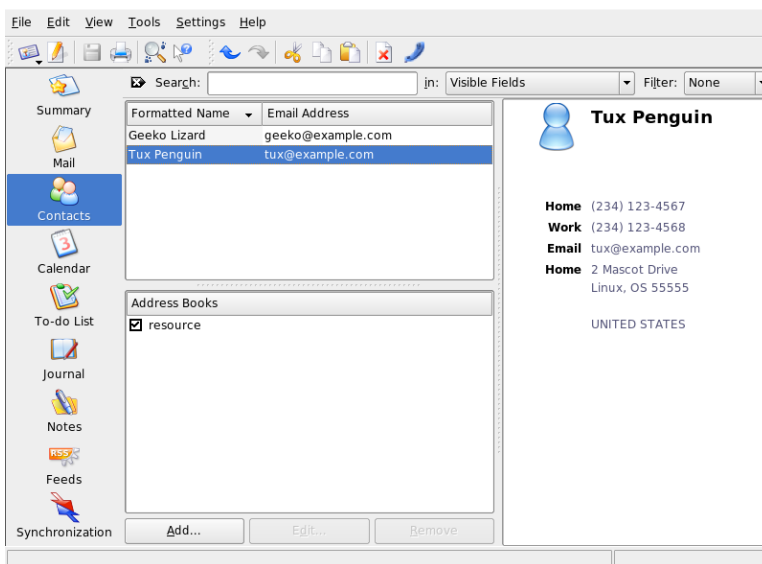 File Edit View Tools Settings Help
Search: in: Visible Fields Filter: None
Summary
Mail
Contacts
Calendar
3
To-do List
Journal
Notes
RSS
Feeds
Synchronization
Formatted Name Email Address
Geeko Lizard geeko@example.com
Tux Penguin tux@example.com
Address Books
resource
Add... Edit... Remove
Tux Penguin
Home (234) 123-4567
Work (234) 123-4568
Email tux@example.com
Home 2 Mascot Drive
Linux, OS 55555
UNITED STATES